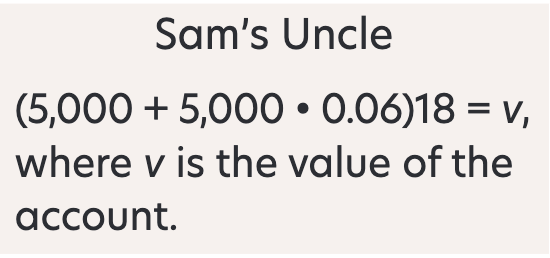 Sam's Uncle
(5,000 + 5,000 • 0.06)18 = v,
where v is the value of the
account.